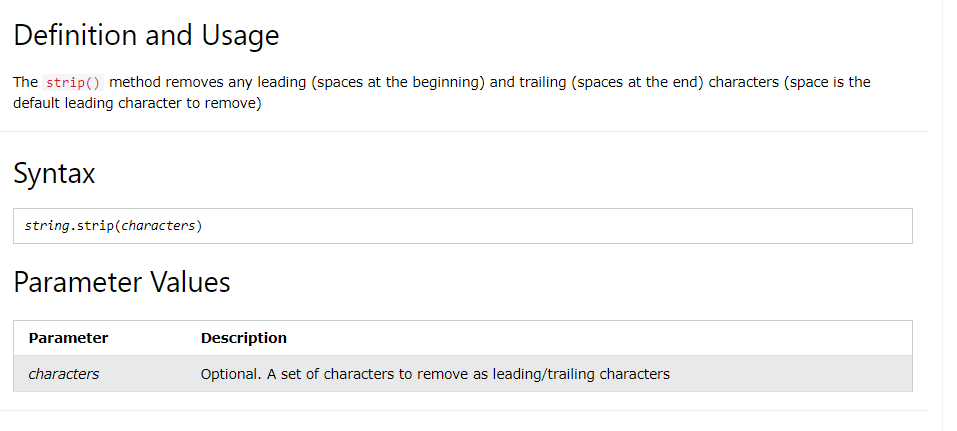 Definition and Usage
The strip() method removes any leading (spaces at the beginning) and trailing (spaces at the end) characters (space is the
default leading character to remove)
Syntax
string.strip(characters)
Parameter Values
Parameter Description
characters Optional. A set of characters to remove as leading/trailing characters